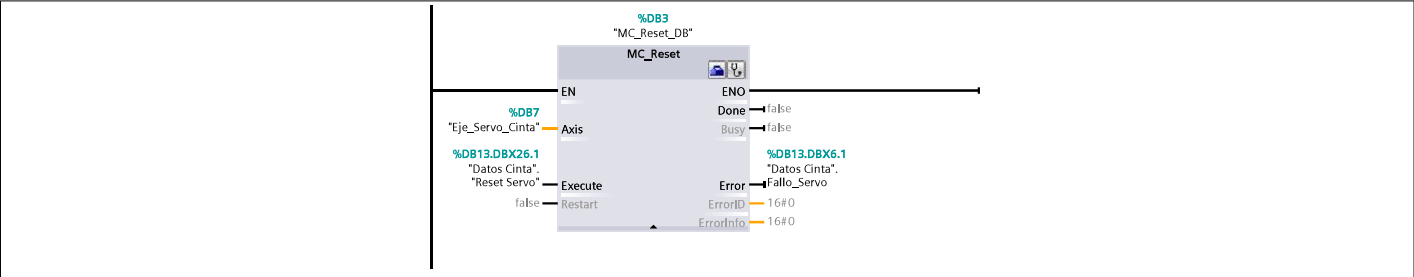 %DB3
"MC_Reset_DB"
MC_Reset
EN
ENO
Done
false
%DB7
"Eje_Servo_Cinta"
Axis
Busy
false
%DB13.DBX26.1
"Datos Cinta".
"Reset Servo"
Execute
%DB13.DBX6.1
"Datos Cinta".
Fallo_Servo
Error
false
Restart
ErrorID
16#0
ErrorInfo
16#0